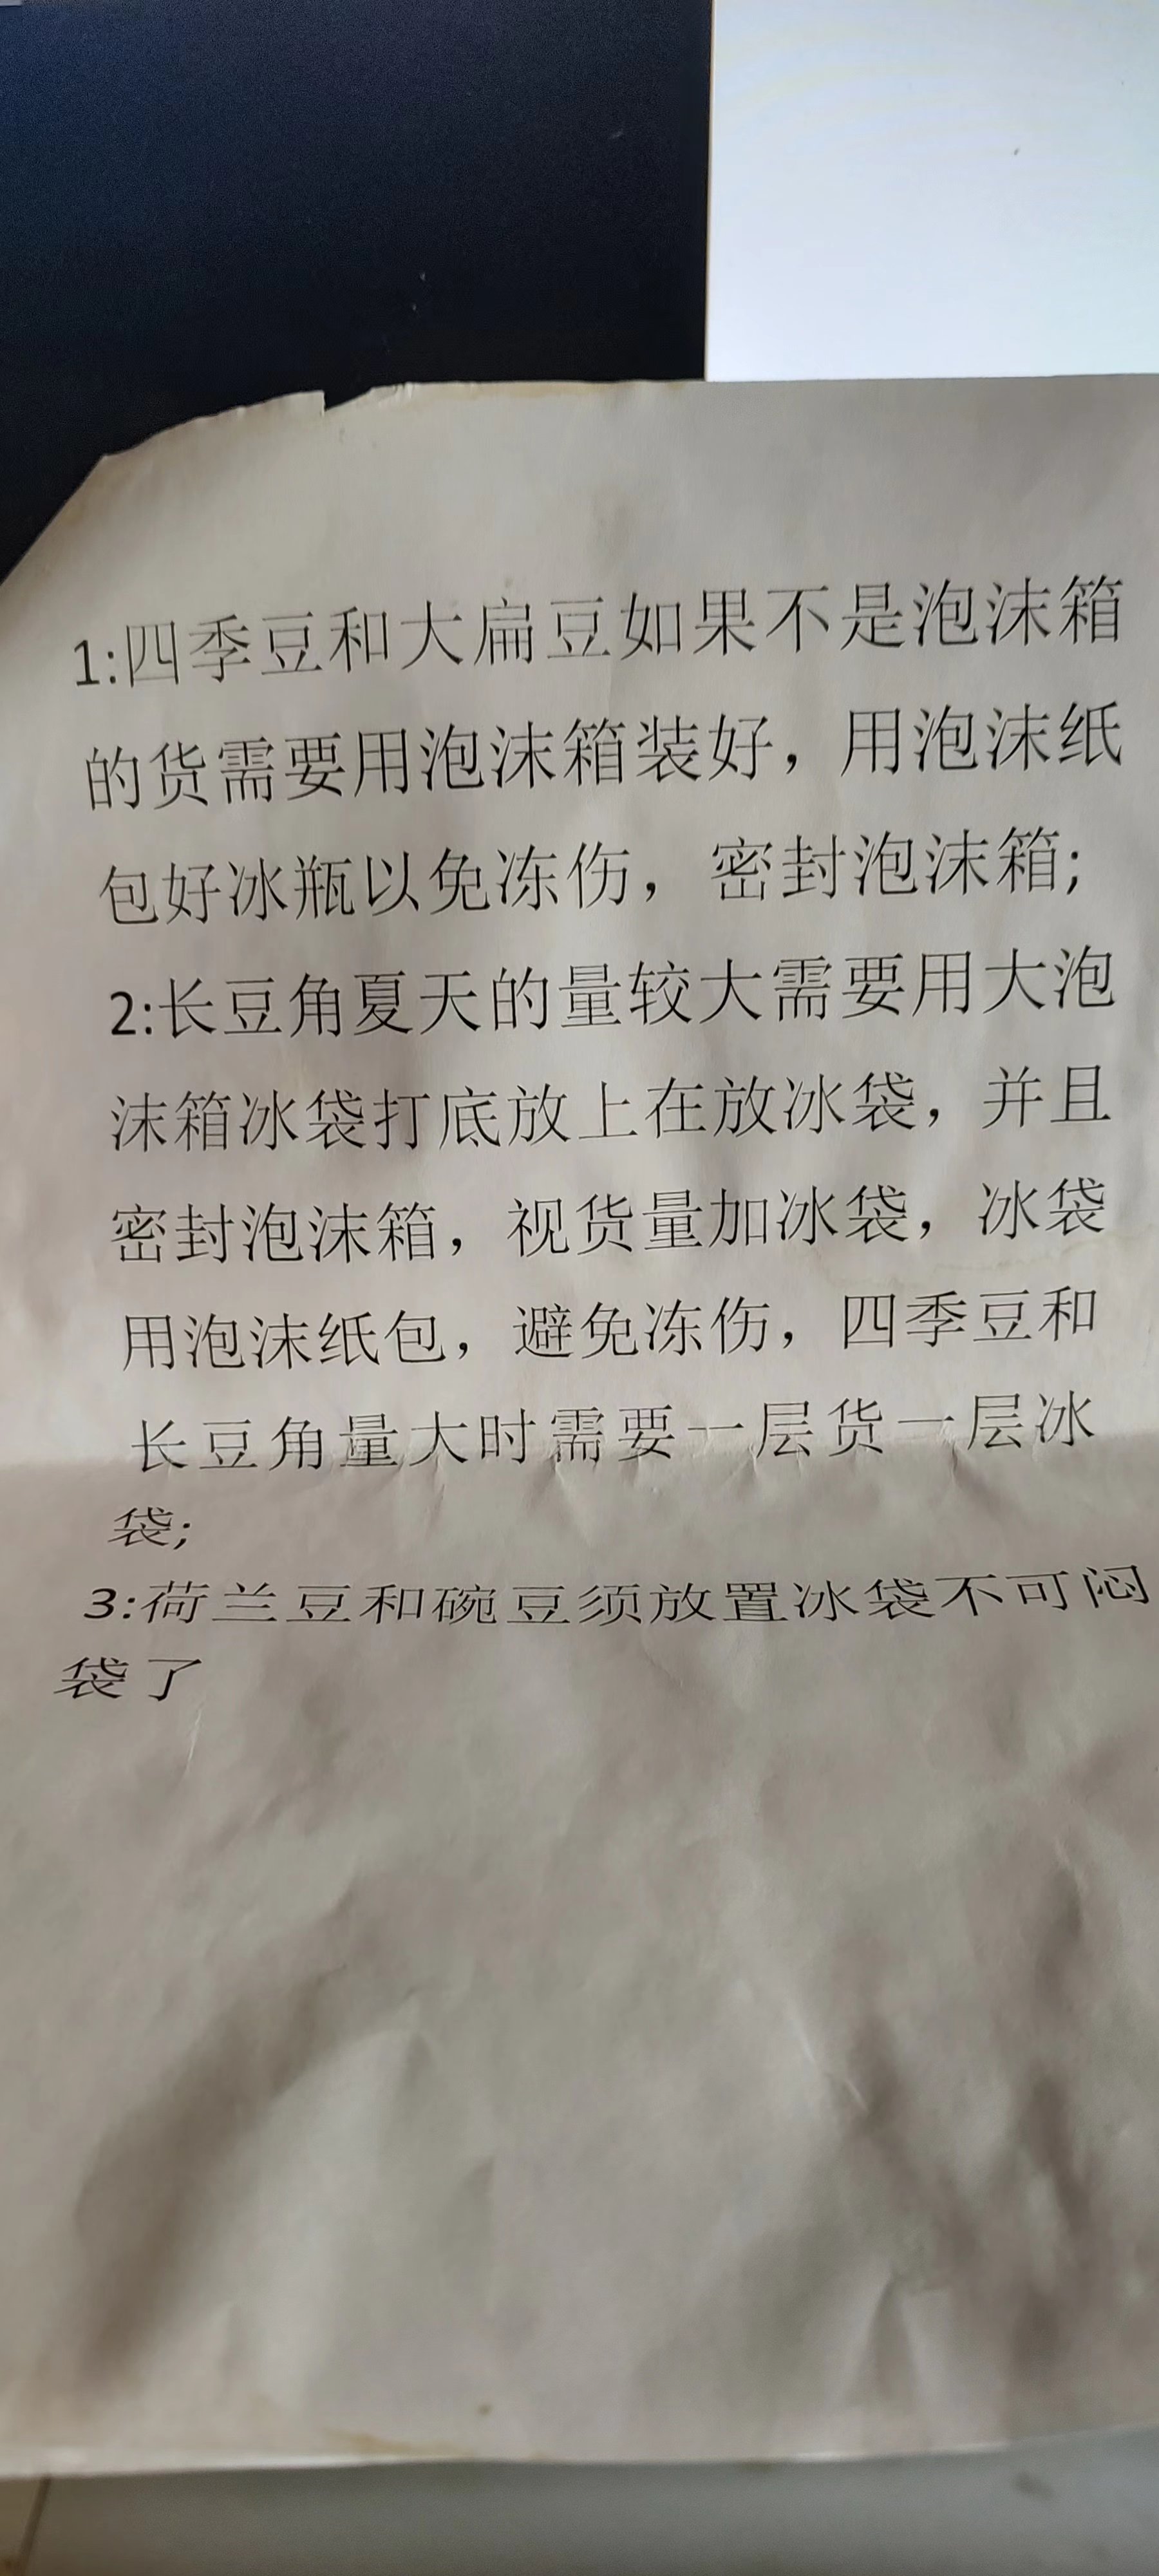 1:四季豆和大扁豆如果不是泡沫箱
的货需要用泡沫箱装好，用泡沫纸
包好冰瓶以免冻伤，密封泡沫箱;
2:长豆角夏天的量较大需要用大泡
沫箱冰袋打底放上在放冰袋，并且
密封泡沫箱，视货量加冰袋，冰袋
用泡沫纸包，避免冻伤，四季豆和
长豆角量大时需要一层货一层冰
袋;
3:荷兰豆和碗豆须放置冰袋不可闷
袋了